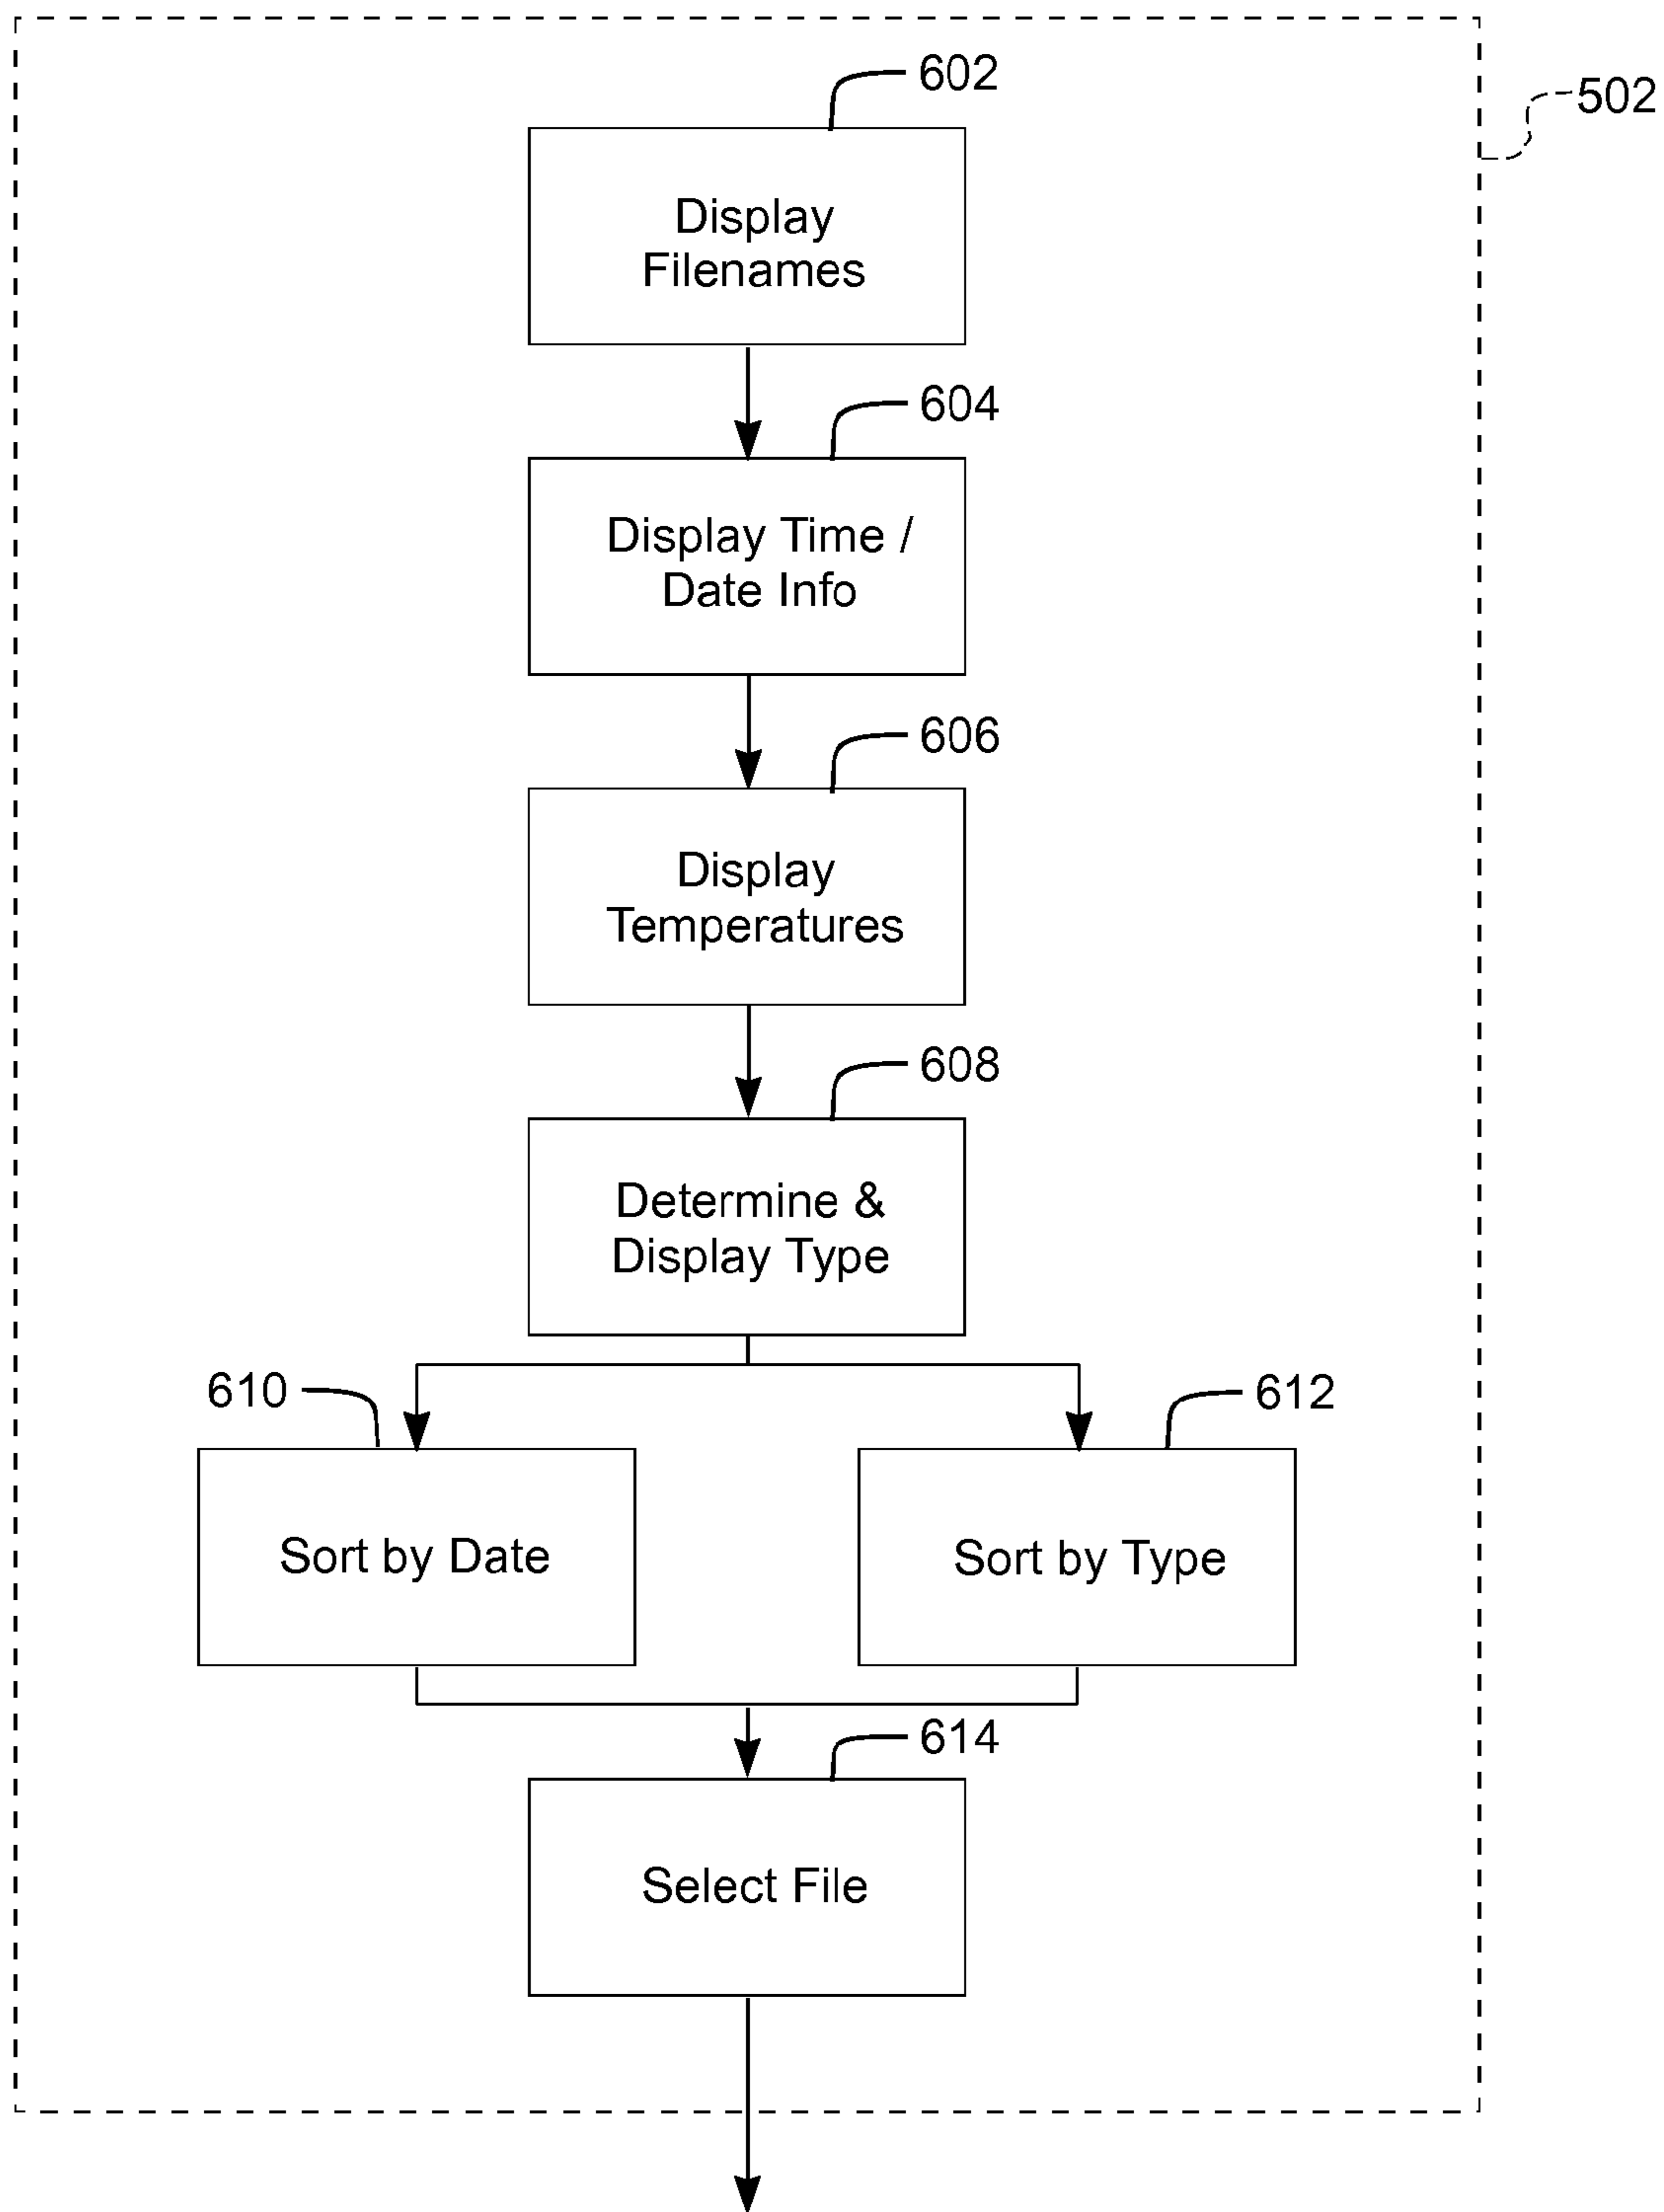 602
502
Display
Filenames
604
Display Time /
Date Info
606
Display
Temperatures
608
Determine &
Display Type
610
612
Sort by Date
Sort by Type
614
Select File